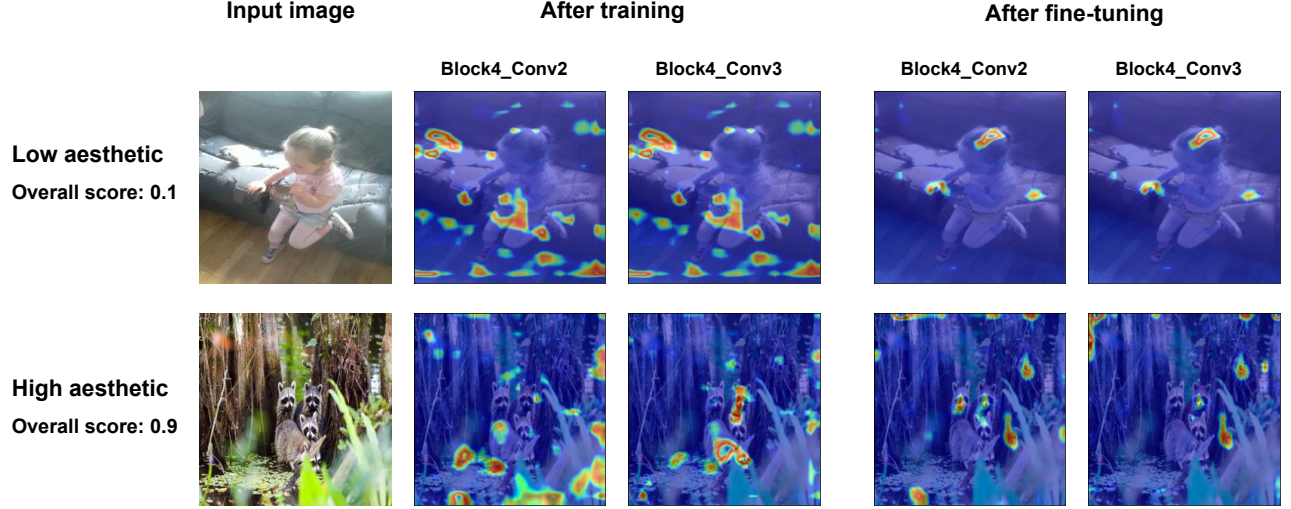 Input image
After training
After fine-tuning
Block4_Conv2
Block4_Conv3
Block4_Conv2
Block4_Conv3
Low aesthetic
Overall score: 0.1
High aesthetic
Overall score: 0.9